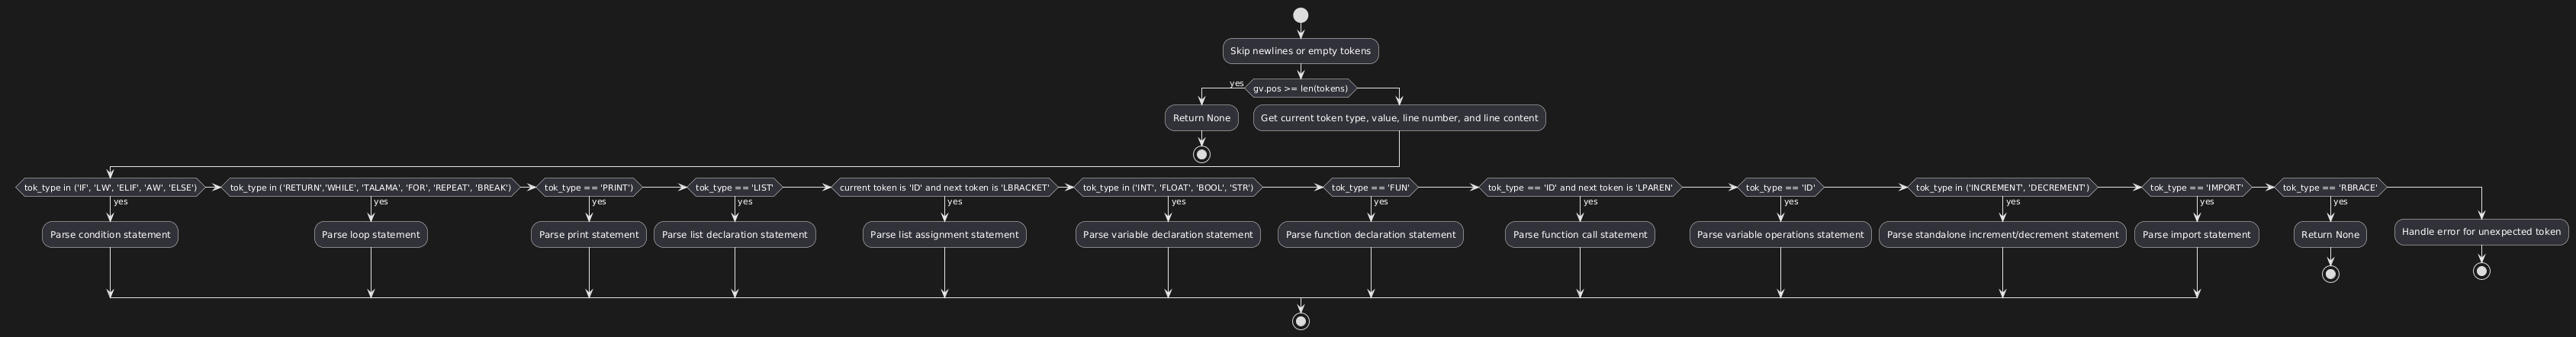 Skip newlines or empty tokens
yes
gv.pos >= len(tokens)
Return None
Get current token type, value, line number, and line content
tok_type in ('IF', 'LW', 'ELIF', 'AW', 'ELSE')
tok_type in ('RETURN','WHILE', 'TALAMA', 'FOR', 'REPEAT', 'BREAK')
tok_type == 'PRINT')
tok_type == 'LIST'
current token is 'ID' and next token is 'LBRACKET'
tok_type in ('INT', 'FLOAT', 'BOOL', 'STR')
tok_type == 'FUN'
tok_type == 'ID' and next token is 'LPAREN'
tok_type == 'ID'
tok_type in ('INCREMENT', 'DECREMENT')
tok_type == 'IMPORT'
tok_type == 'RBRACE'
yes
yes
yes
yes
yes
yes
yes
yes
yes
yes
yes
yes
Parse condition statement
Parse loop statement
Parse print statement
Parse list declaration statement
Parse list assignment statement
Parse variable declaration statement
Parse function declaration statement
Parse function call statement
Parse variable operations statement
Parse standalone increment/decrement statement
Parse import statement
Return None
Handle error for unexpected token